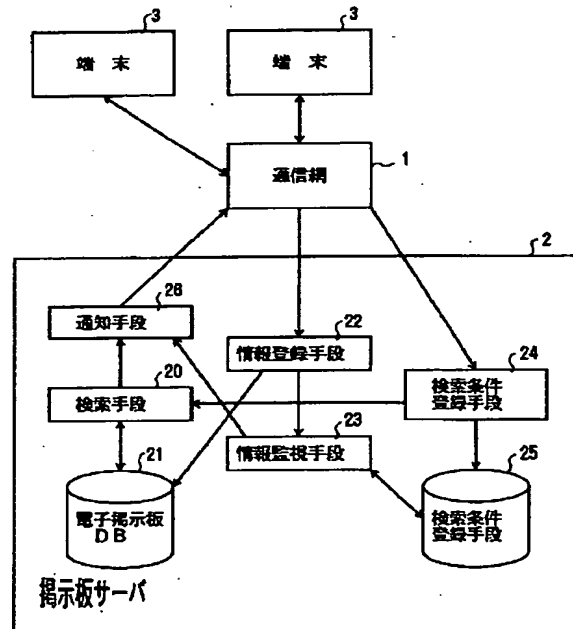 3
3
端 末
端 末
1
通信網
2
26
通知手段
22
情報登録手段
24
検索条件
登録手段
20
検索手段
23
情報監視手段
21
電子掲示板
DB
25
検索条件
登録手段
掲示板サーバ